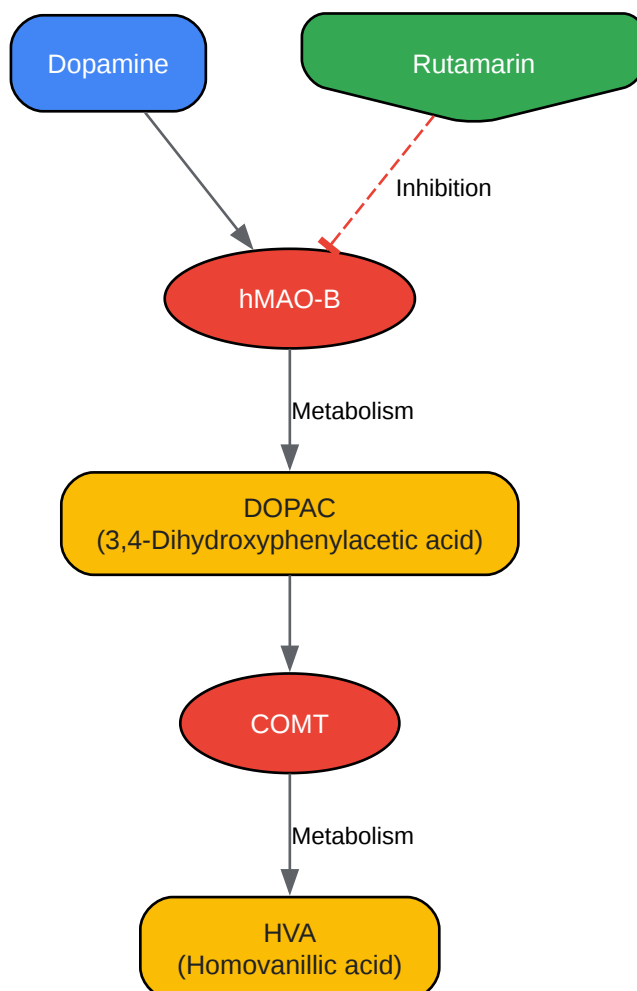 Dopamine
Rutamarin
Inhibition
hMAO-B
Metabolism
DOPAC
(3,4-Dihydroxyphenylacetic acid)
COMT
Metabolism
HVA
(Homovanillic acid)